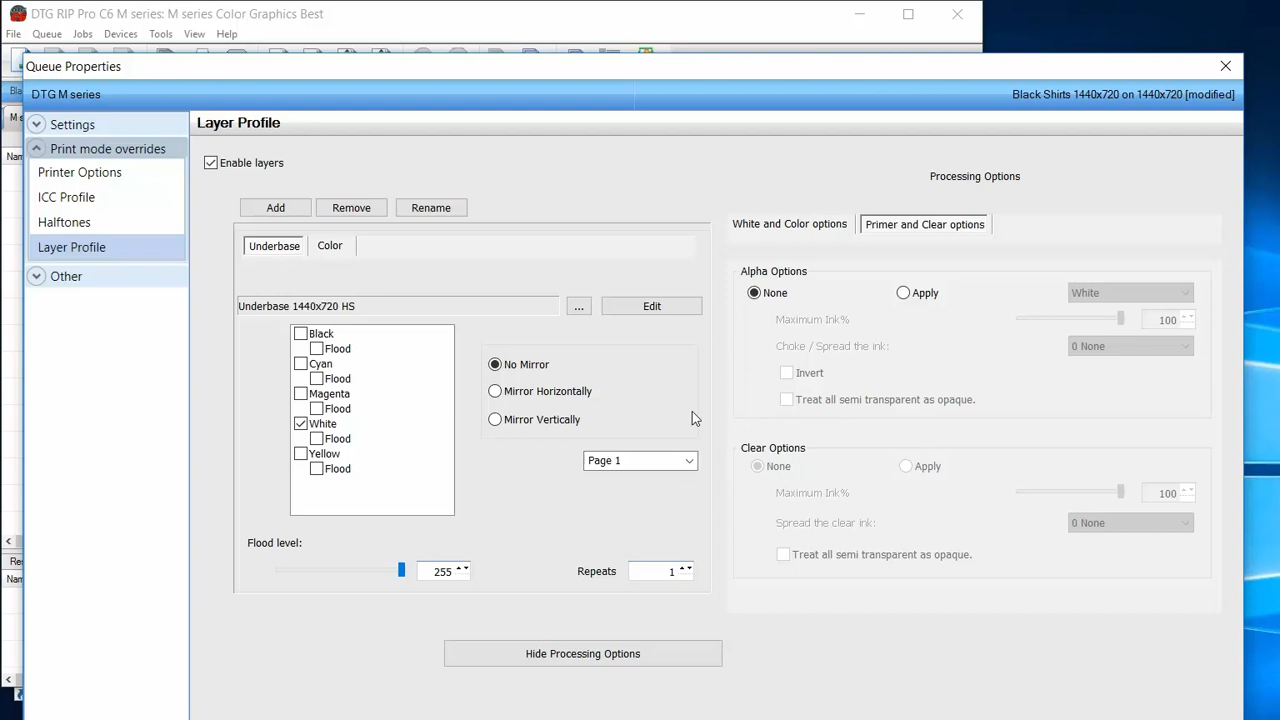 DTG RIP Pro C6 M series: M series Color Graphics Best
File Queue Jobs Devices Tools View Help
Queue Properties
DTG M series Black Shirts 1440x720 on 1440x720 [modified]
Settings
Print mode overrides
Printer Options
ICC Profile
Halftones
Layer Profile
Other
Layer Profile
Enable layers
Add Remove Rename
Underbase Color
Underbase 1440x720 HS ... Edit
Black
Flood
Cyan
Flood
Magenta
Flood
White
Flood
Yellow
Flood
No Mirror
Mirror Horizontally
Mirror Vertically
Page 1
Flood level:
255
Repeats 1
Hide Processing Options
Processing Options
White and Color options Primer and Clear options
Alpha Options
None Apply White
Maximum Ink% 100
Choke / Spread the ink: 0 None
Invert
Treat all semi transparent as opaque.
Clear Options
None Apply
Maximum Ink% 100
Spread the clear ink: 0 None
Treat all semi transparent as opaque.